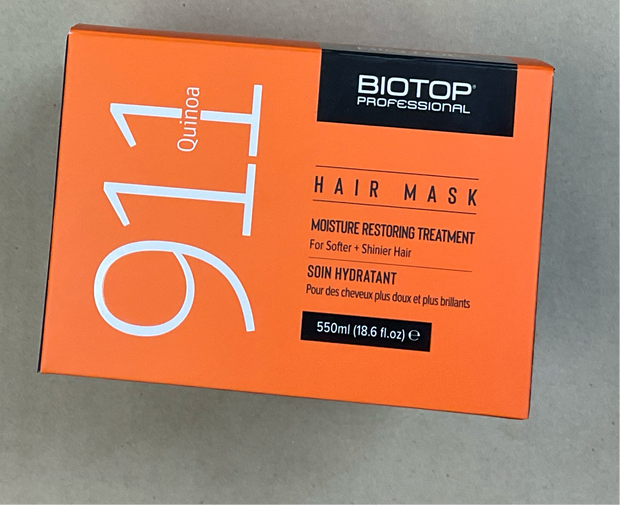 911
Quinoa
BIOTOP®
PROFESSIONAL
HAIR MASK
MOISTURE RESTORING TREATMENT
For Softer + Shinier Hair
SOIN HYDRATANT
Pour des cheveux plus doux et plus brillants
550ml (18.6 fl.oz) ℮